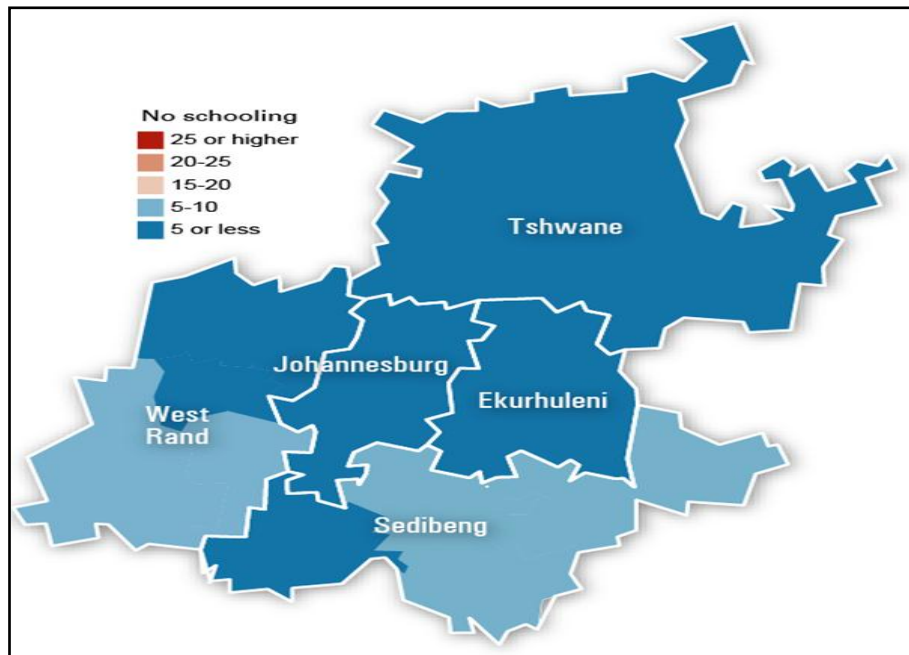 No schooling
25 or higher
20-25
15-20
5-10
5 or less
Tshwane
Johannesburg
Ekurhuleni
West
Rand
Sedibeng